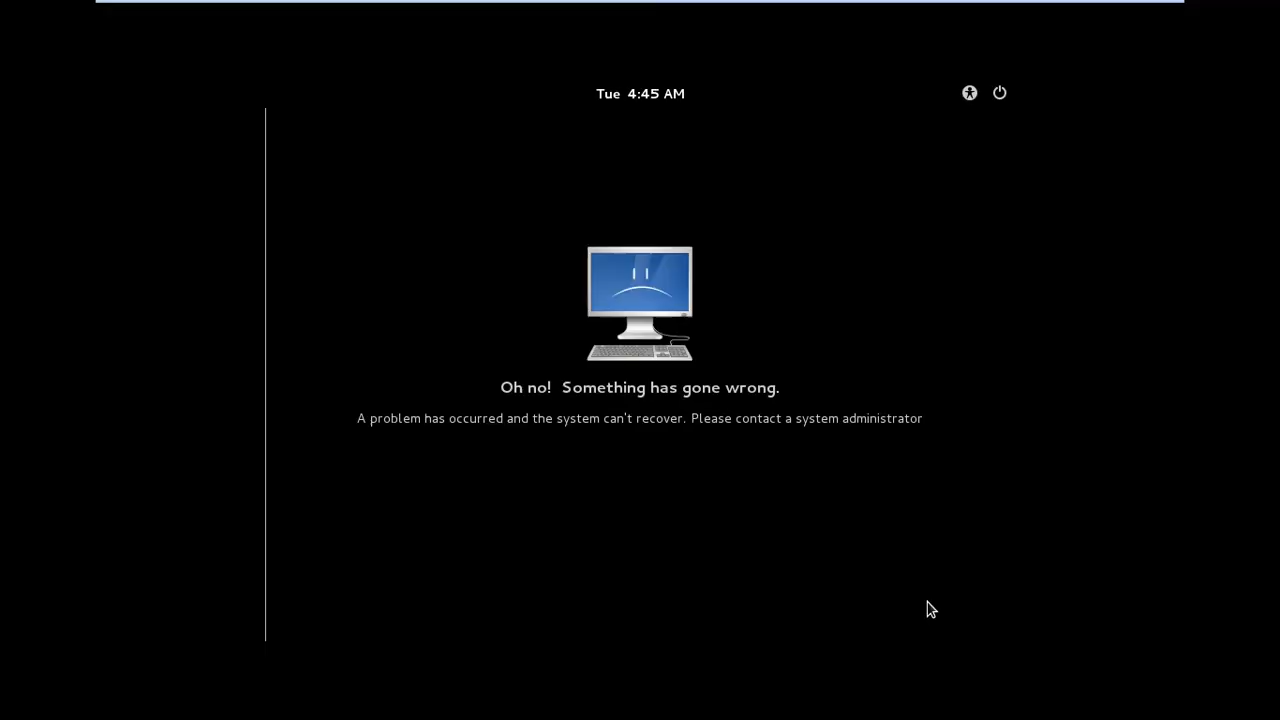 Tue 4:45 AM
Oh no! Something has gone wrong.
A problem has occurred and the system can't recover. Please contact a system administrator